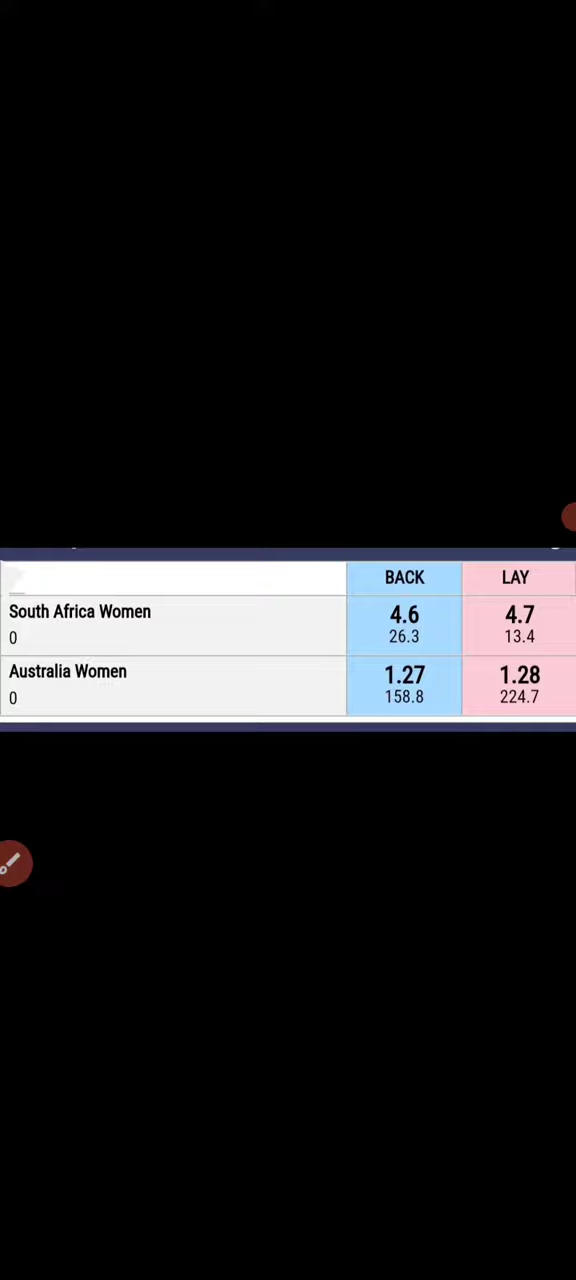 BACK LAY
South Africa Women 4.6 4.7
0 26.3 13.4
Australia Women 1.27 1.28
0 158.8 224.7